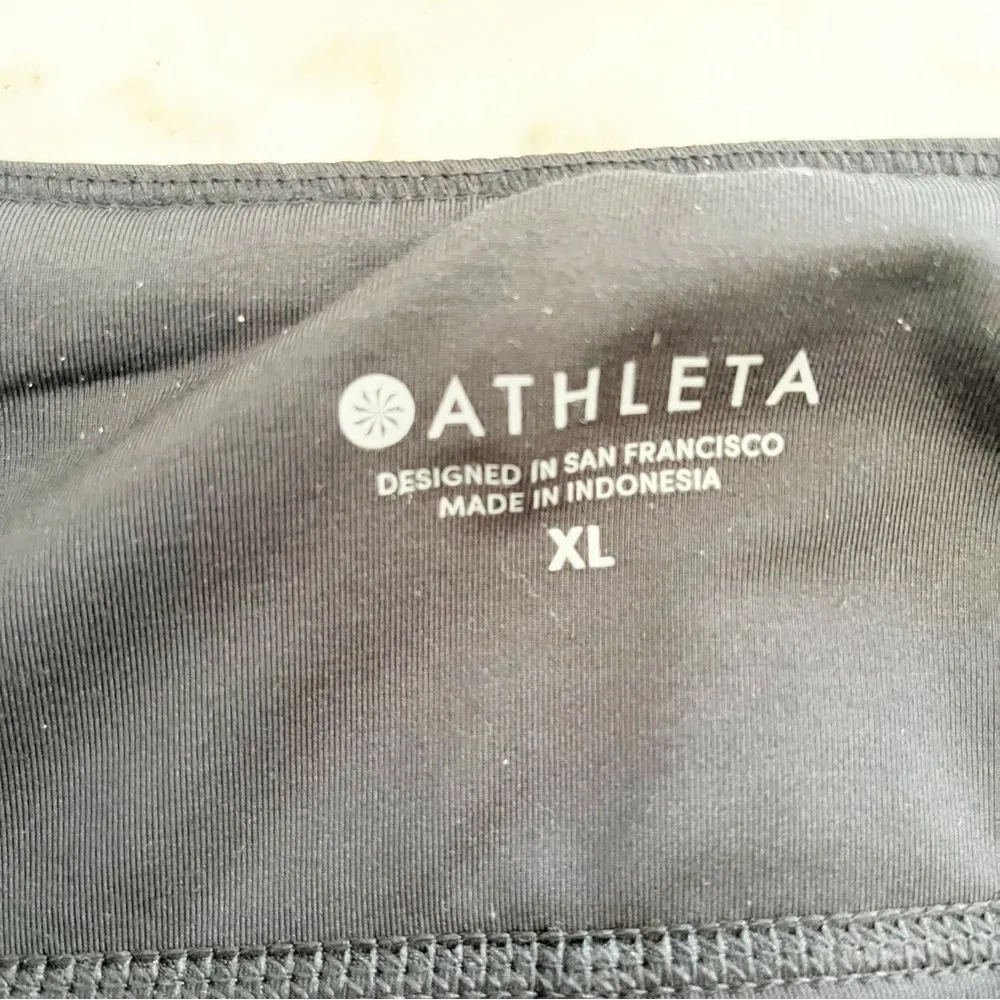 ATHLETA
DESIGNED IN SAN FRANCISCO
MADE IN INDONESIA
XL